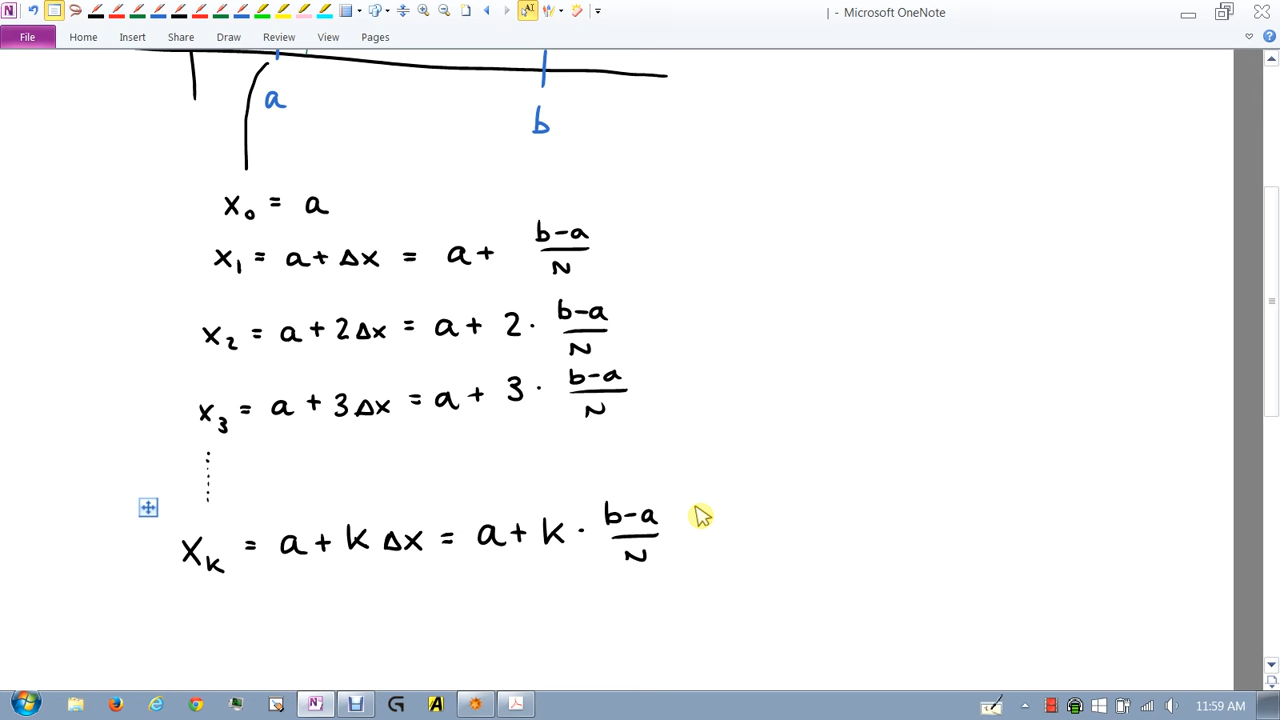 Microsoft OneNote
File Home Insert Share Draw Review View Pages
a
b
x₀ = a
x₁ = a + Δx = a + b-a/N
x₂ = a + 2Δx = a + 2 · b-a/N
x₃ = a + 3Δx = a + 3 · b-a/N
xₖ = a + k Δx = a + k · b-a/N
11:59 AM